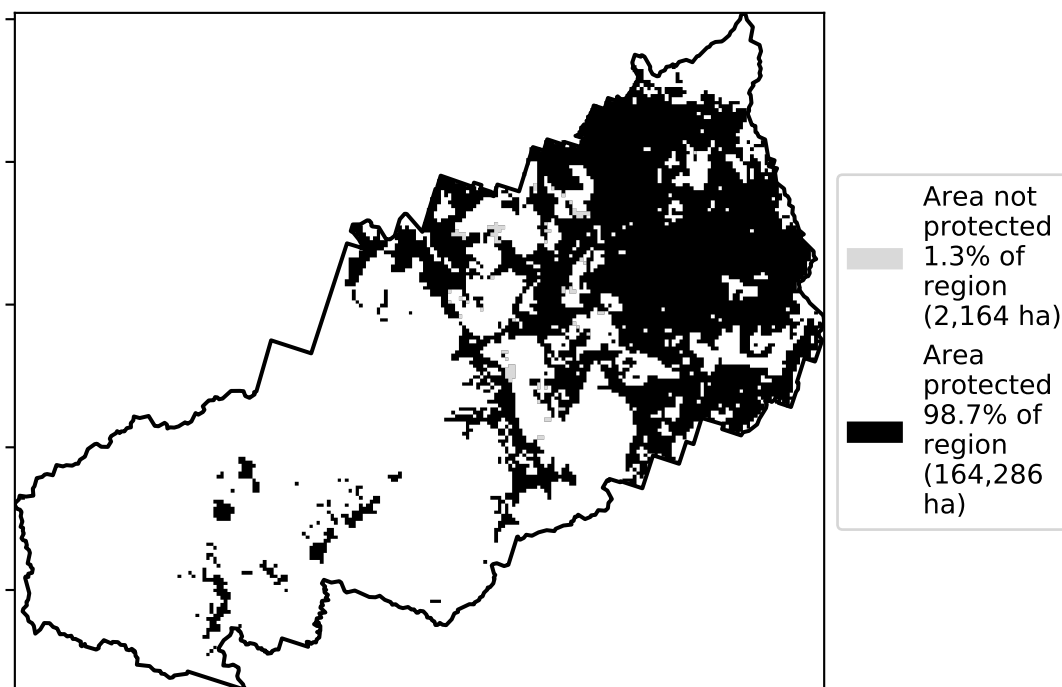 Area not
protected
1.3% of
region
(2,164 ha)
Area
protected
98.7% of
region
(164,286
ha)